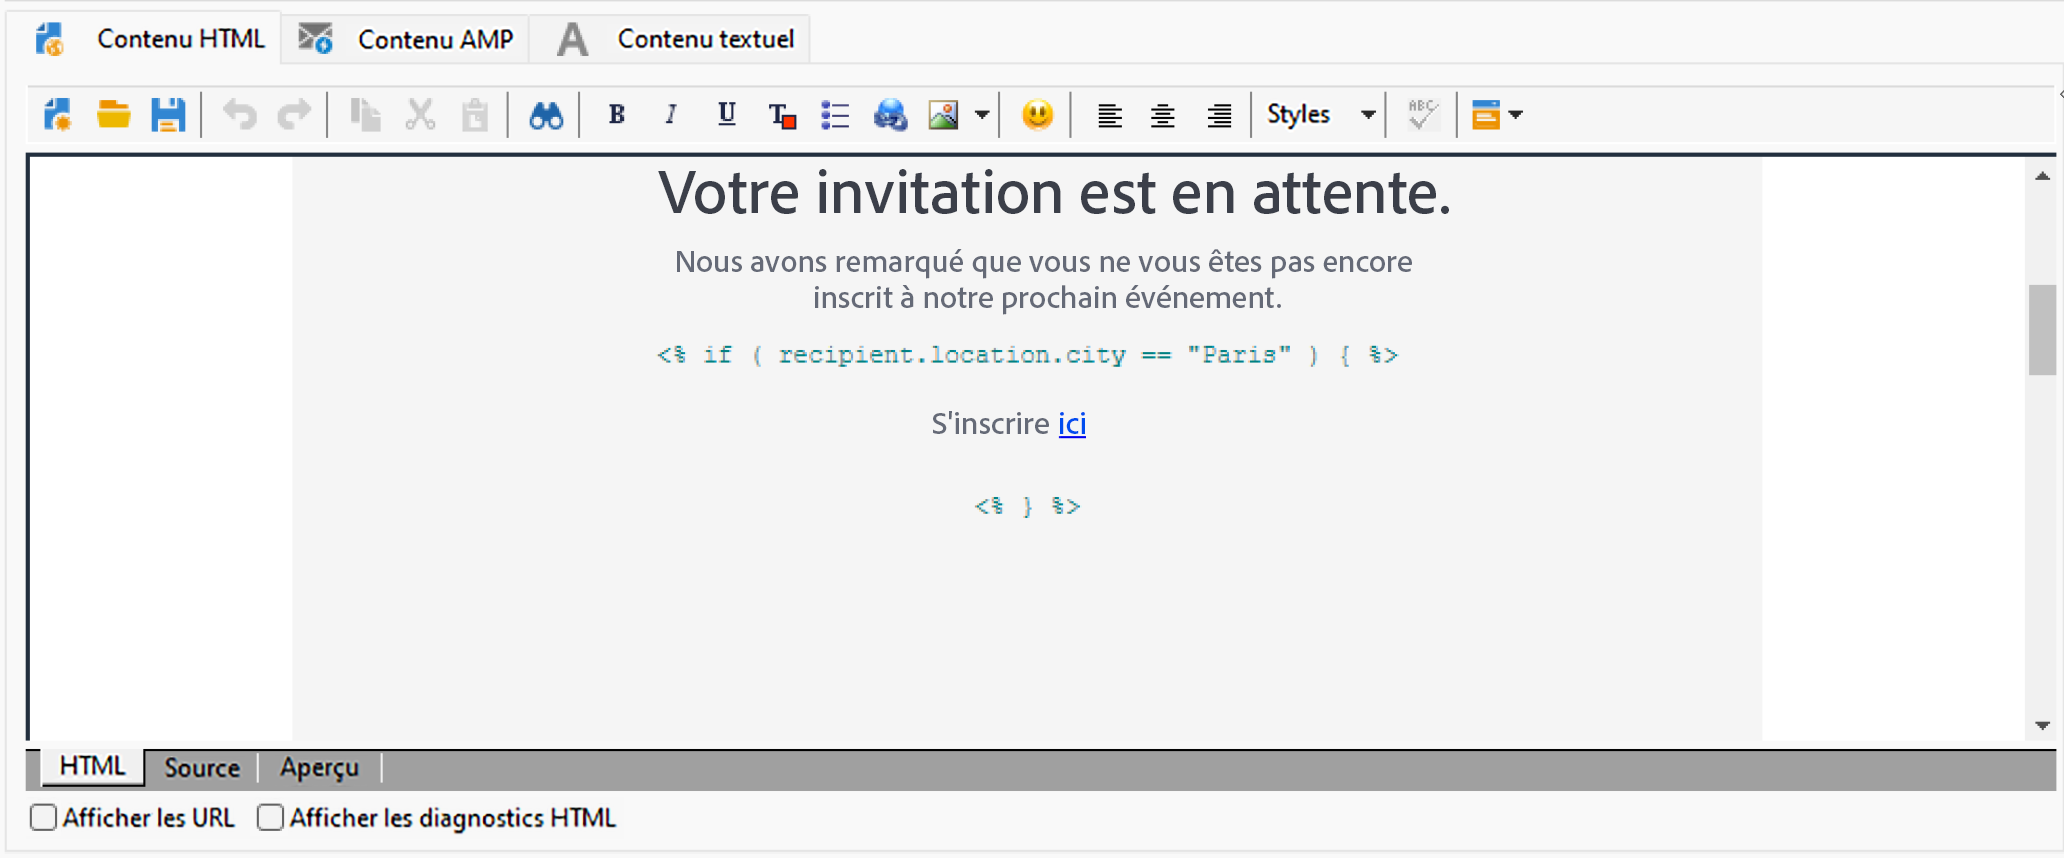 Contenu HTML Contenu AMP A Contenu textuel
B I U T Styles ABC
Votre invitation est en attente.
Nous avons remarqué que vous ne vous êtes pas encore
inscrit à notre prochain événement.
<% if ( recipient.location.city == "Paris" ) { %>
S'inscrire ici
<% } %>
HTML Source Aperçu
Afficher les URL Afficher les diagnostics HTML